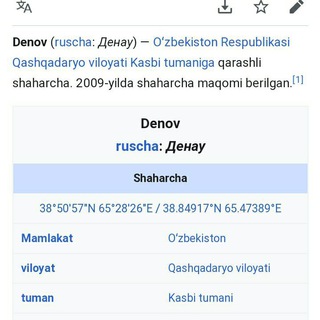 Denov (ruscha: Денау) — Oʻzbekiston Respublikasi
Qashqadaryo viloyati Kasbi tumaniga qarashli
shaharcha. 2009-yilda shaharcha maqomi berilgan.[1]
Denov
ruscha: Денау
Shaharcha
38°50′57″N 65°28′26″E / 38.84917°N 65.47389°E
Mamlakat Oʻzbekiston
viloyat Qashqadaryo viloyati
tuman Kasbi tumani